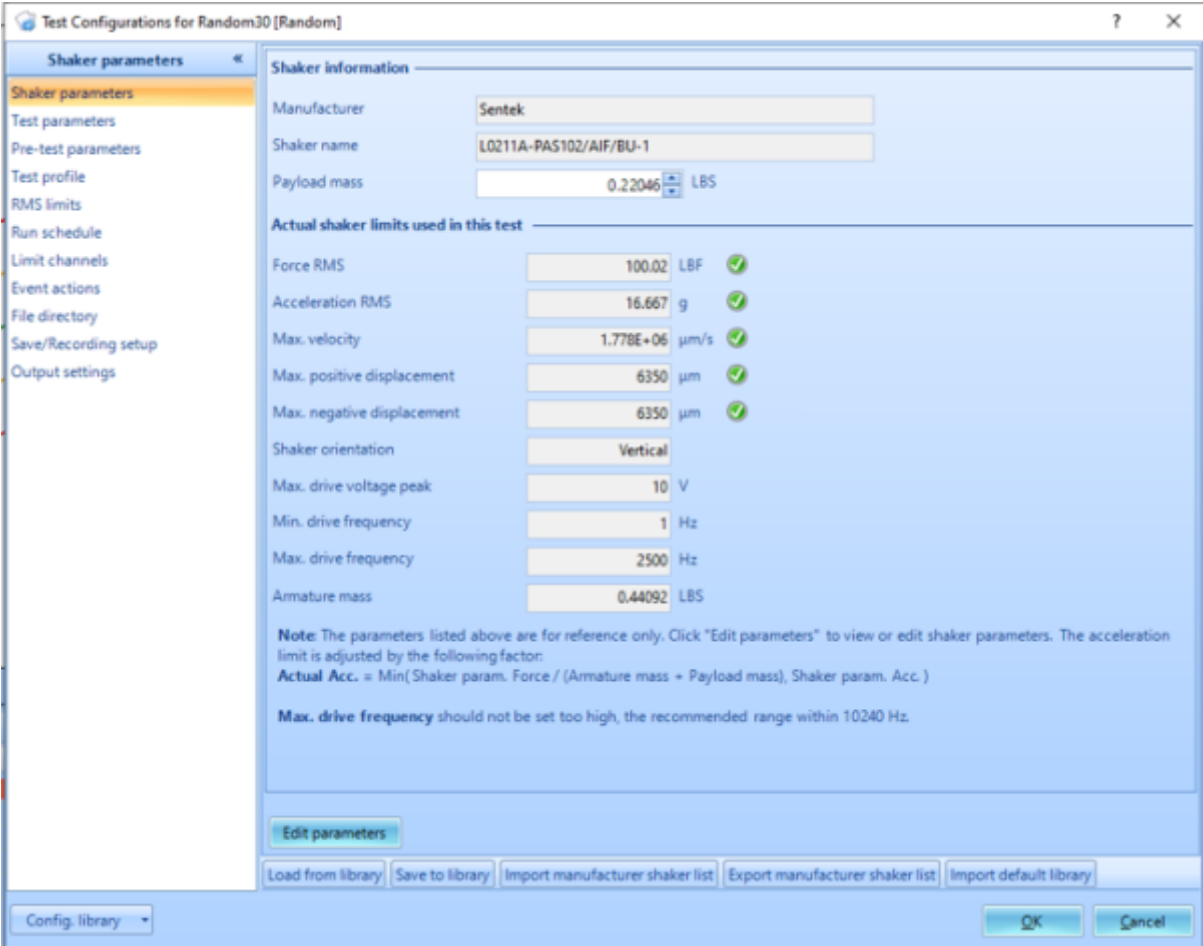 Test Configurations for Random30 [Random]
?
Shaker parameters «
Shaker parameters
Test parameters
Pre-test parameters
Test profile
RMS limits
Run schedule
Limit channels
Event actions
File directory
Save/Recording setup
Output settings
Shaker information
Manufacturer Sentek
Shaker name L0211A-PAS102/AIF/BU-1
Payload mass 0.22046 LBS
Actual shaker limits used in this test
Force RMS 100.02 LBF
Acceleration RMS 16.667 g
Max. velocity 1.778E+06 μm/s
Max. positive displacement 6350 μm
Max. negative displacement 6350 μm
Shaker orientation Vertical
Max. drive voltage peak 10 V
Min. drive frequency 1 Hz
Max. drive frequency 2500 Hz
Armature mass 0.44092 LBS
Note: The parameters listed above are for reference only. Click "Edit parameters" to view or edit shaker parameters. The acceleration
limit is adjusted by the following factor:
Actual Acc. = Min( Shaker param. Force / (Armature mass + Payload mass), Shaker param. Acc. )
Max. drive frequency should not be set too high, the recommended range within 10240 Hz.
Edit parameters
Load from library Save to library Import manufacturer shaker list Export manufacturer shaker list Import default library
Config. library OK Cancel